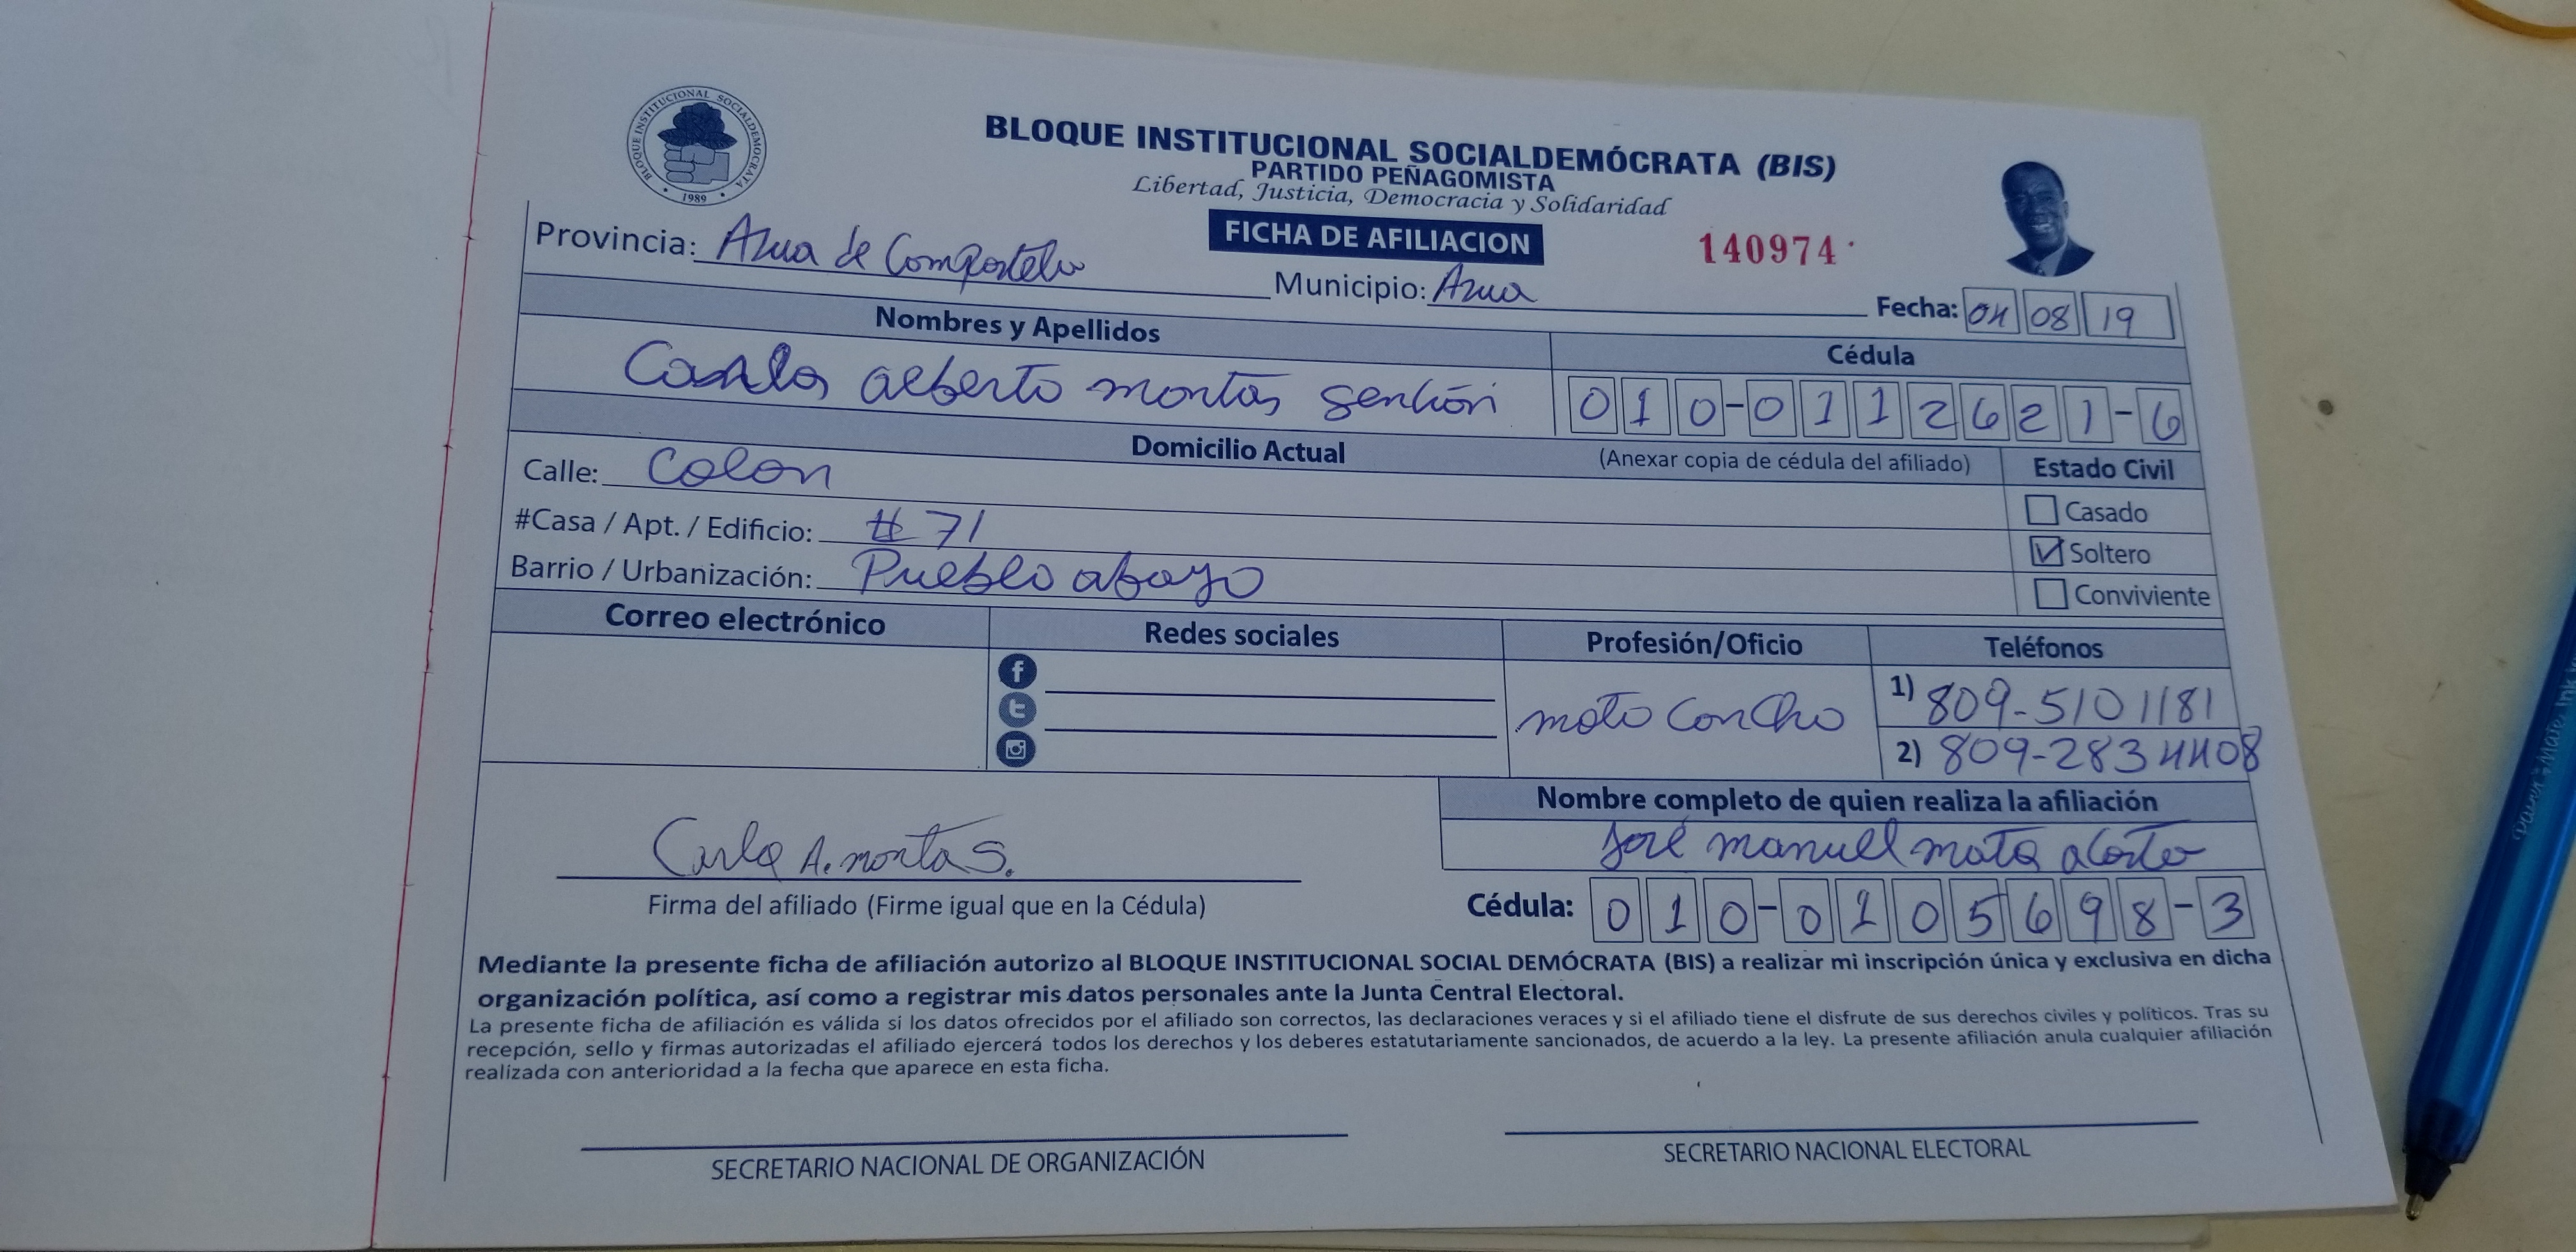 BLOQUE INSTITUCIONAL SOCIALDEMOCRATA
1989
BLOQUE INSTITUCIONAL SOCIALDEMÓCRATA (BIS)
PARTIDO PEÑAGOMISTA
Libertad, Justicia, Democracia y Solidaridad
FICHA DE AFILIACION
140974
Provincia: Azua de Compostela
Municipio: Azua
Fecha: 04 08 19
Nombres y Apellidos
Cédula
Carlos alberto montas sención
010-0112621-6
Domicilio Actual
(Anexar copia de cédula del afiliado)
Estado Civil
Calle: Colon
Casado
#Casa / Apt. / Edificio: # 71
Soltero
Barrio / Urbanización: Pueblo abajo
Conviviente
Correo electrónico
Redes sociales
Profesión/Oficio
Teléfonos
moto concho
1) 809-5101181
2) 809-2834408
Nombre completo de quien realiza la afiliación
José manuel mata
Carlo A. monta S.
Firma del afiliado (Firme igual que en la Cédula)
Cédula: 010-0105698-3
Mediante la presente ficha de afiliación autorizo al BLOQUE INSTITUCIONAL SOCIAL DEMÓCRATA (BIS) a realizar mi inscripción única y exclusiva en dicha
organización política, así como a registrar mis datos personales ante la Junta Central Electoral.
La presente ficha de afiliación es válida si los datos ofrecidos por el afiliado son correctos, las declaraciones veraces y si el afiliado tiene el disfrute de sus derechos civiles y políticos. Tras su
recepción, sello y firmas autorizadas el afiliado ejercerá todos los derechos y los deberes estatutariamente sancionados, de acuerdo a la ley. La presente afiliación anula cualquier afiliación
realizada con anterioridad a la fecha que aparece en esta ficha.
SECRETARIO NACIONAL DE ORGANIZACIÓN
SECRETARIO NACIONAL ELECTORAL